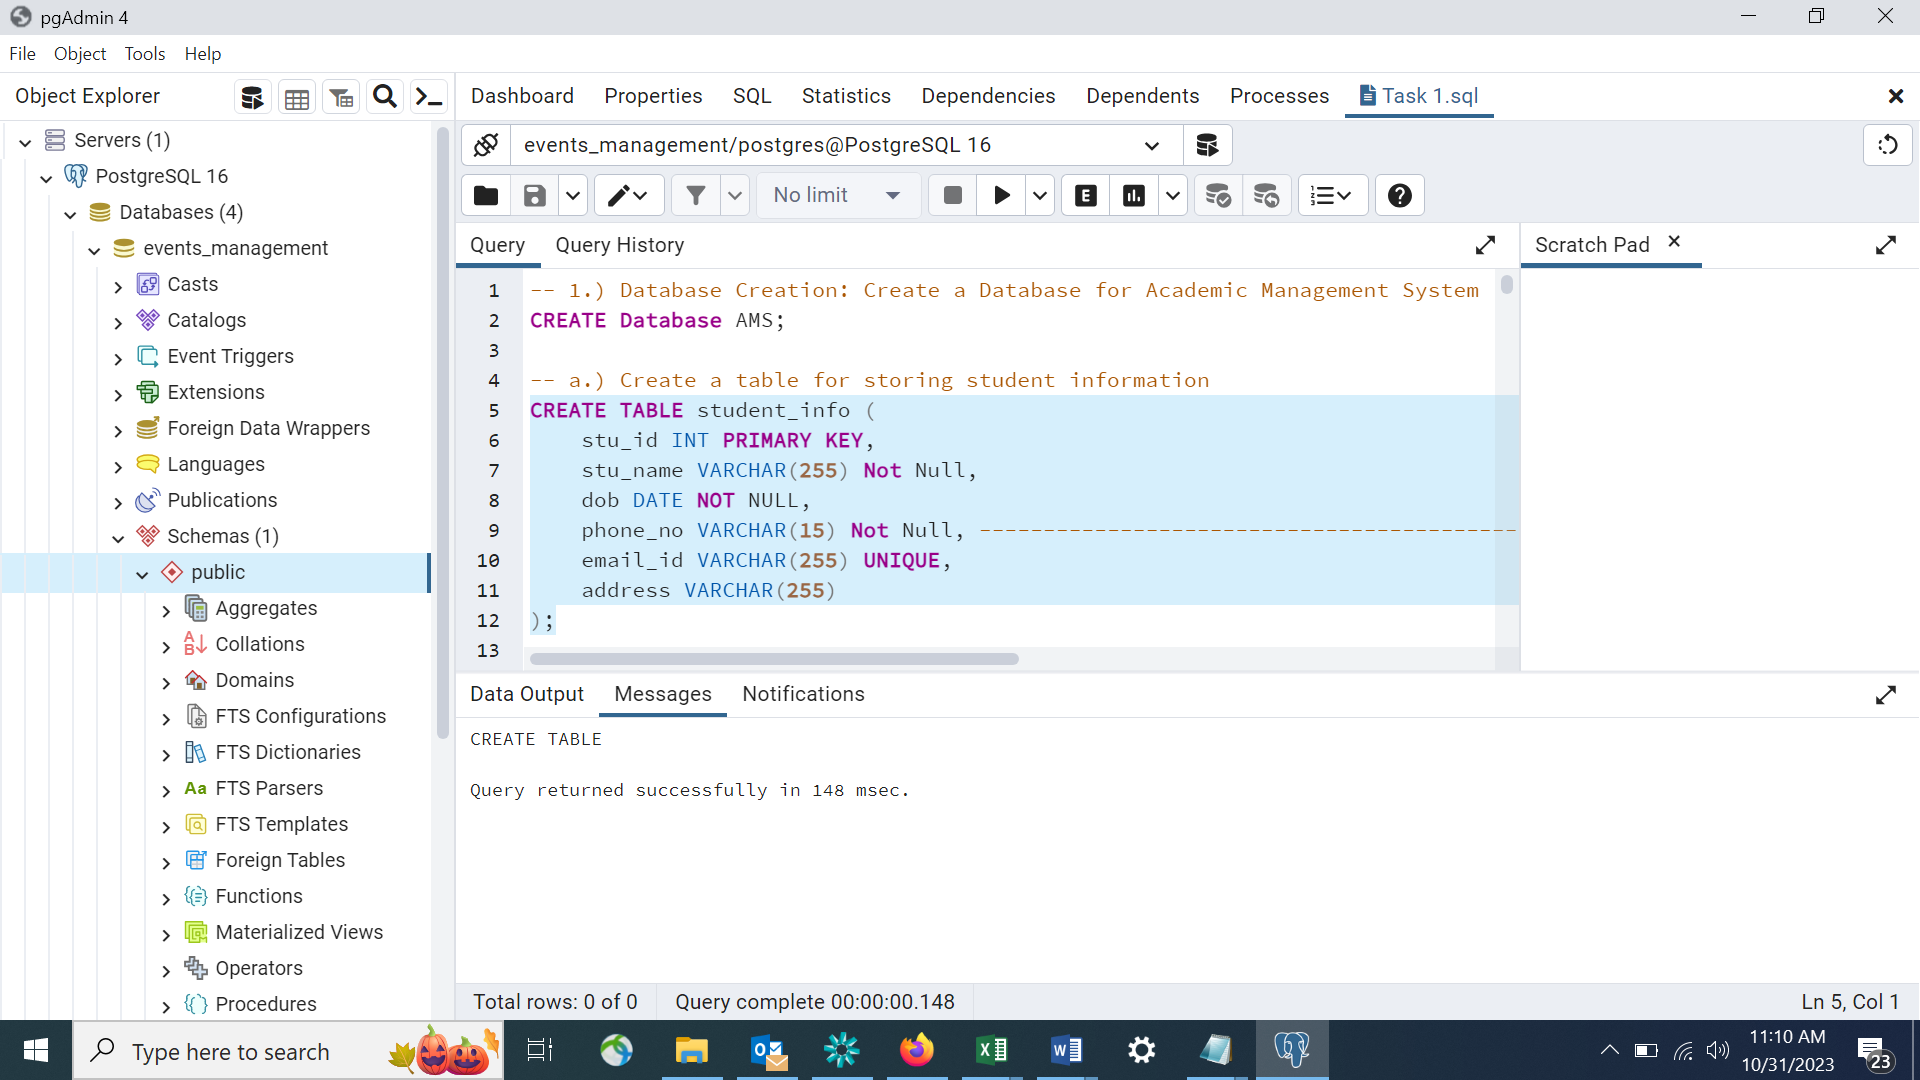 pgAdmin 4
File Object Tools Help
Object Explorer
Dashboard Properties SQL Statistics Dependencies Dependents Processes Task 1.sql
Servers (1)
PostgreSQL 16
Databases (4)
events_management
Casts
Catalogs
Event Triggers
Extensions
Foreign Data Wrappers
Languages
Publications
Schemas (1)
public
Aggregates
Collations
Domains
FTS Configurations
FTS Dictionaries
Aa FTS Parsers
FTS Templates
Foreign Tables
Functions
Materialized Views
Operators
Procedures
events_management/postgres@PostgreSQL 16
No limit
E
Query Query History
Scratch Pad
1 -- 1.) Database Creation: Create a Database for Academic Management System
2 CREATE Database AMS;
3
4 -- a.) Create a table for storing student information
5 CREATE TABLE student_info (
6 stu_id INT PRIMARY KEY,
7 stu_name VARCHAR(255) Not Null,
8 dob DATE NOT NULL,
9 phone_no VARCHAR(15) Not Null, ------------------------------------------
10 email_id VARCHAR(255) UNIQUE,
11 address VARCHAR(255)
12 );
13
Data Output Messages Notifications
CREATE TABLE
Query returned successfully in 148 msec.
Total rows: 0 of 0 Query complete 00:00:00.148 Ln 5, Col 1
Type here to search
11:10 AM
10/31/2023
23